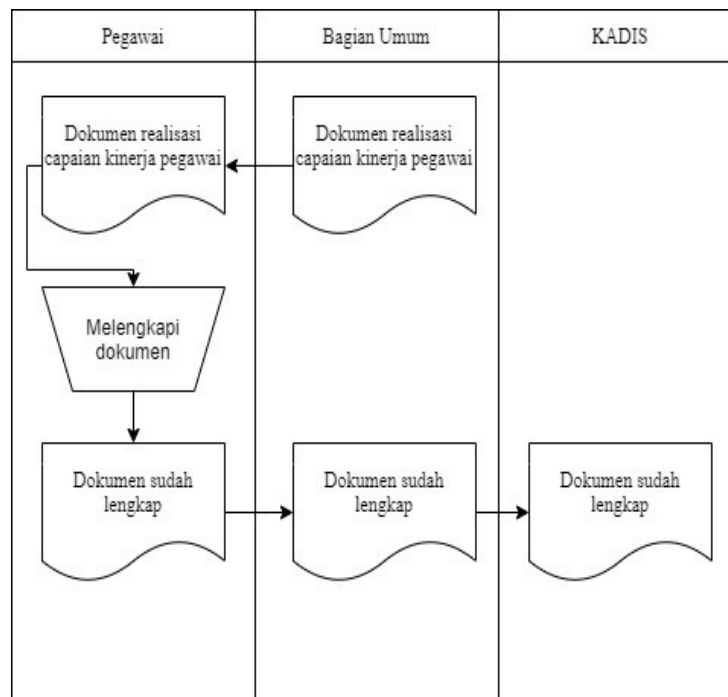 Pegawai
Bagian Umum
KADIS
Dokumen realisasi
capaian kinerja pegawai
Dokumen realisasi
capaian kinerja pegawai
Melengkapi
dokumen
Dokumen sudah
lengkap
Dokumen sudah
lengkap
Dokumen sudah
lengkap